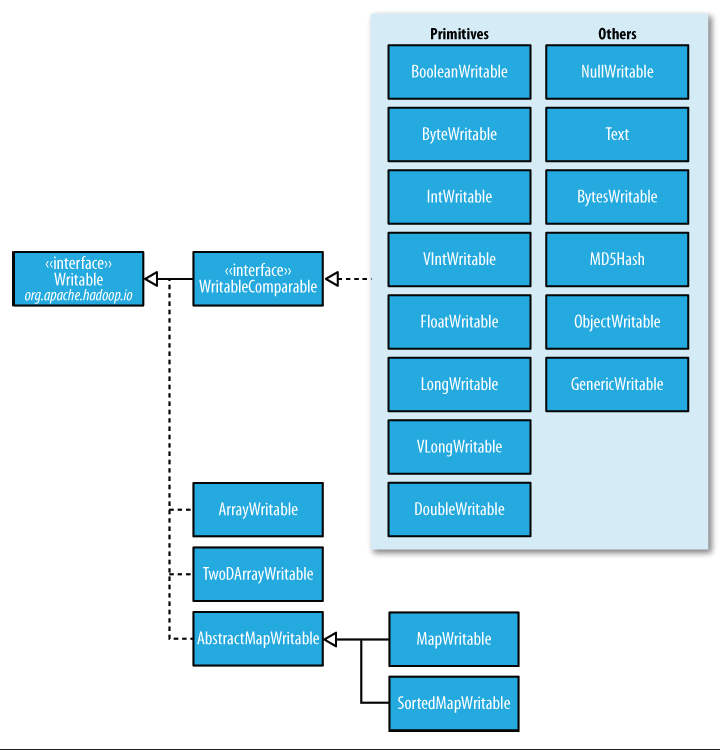 Primitives
Others
BooleanWritable
NullWritable
ByteWritable
Text
IntWritable
BytesWritable
‹‹interface››
Writable
org.apache.hadoop.io
‹‹interface››
WritableComparable
VIntWritable
MD5Hash
FloatWritable
ObjectWritable
LongWritable
GenericWritable
VLongWritable
DoubleWritable
ArrayWritable
TwoDArrayWritable
AbstractMapWritable
MapWritable
SortedMapWritable